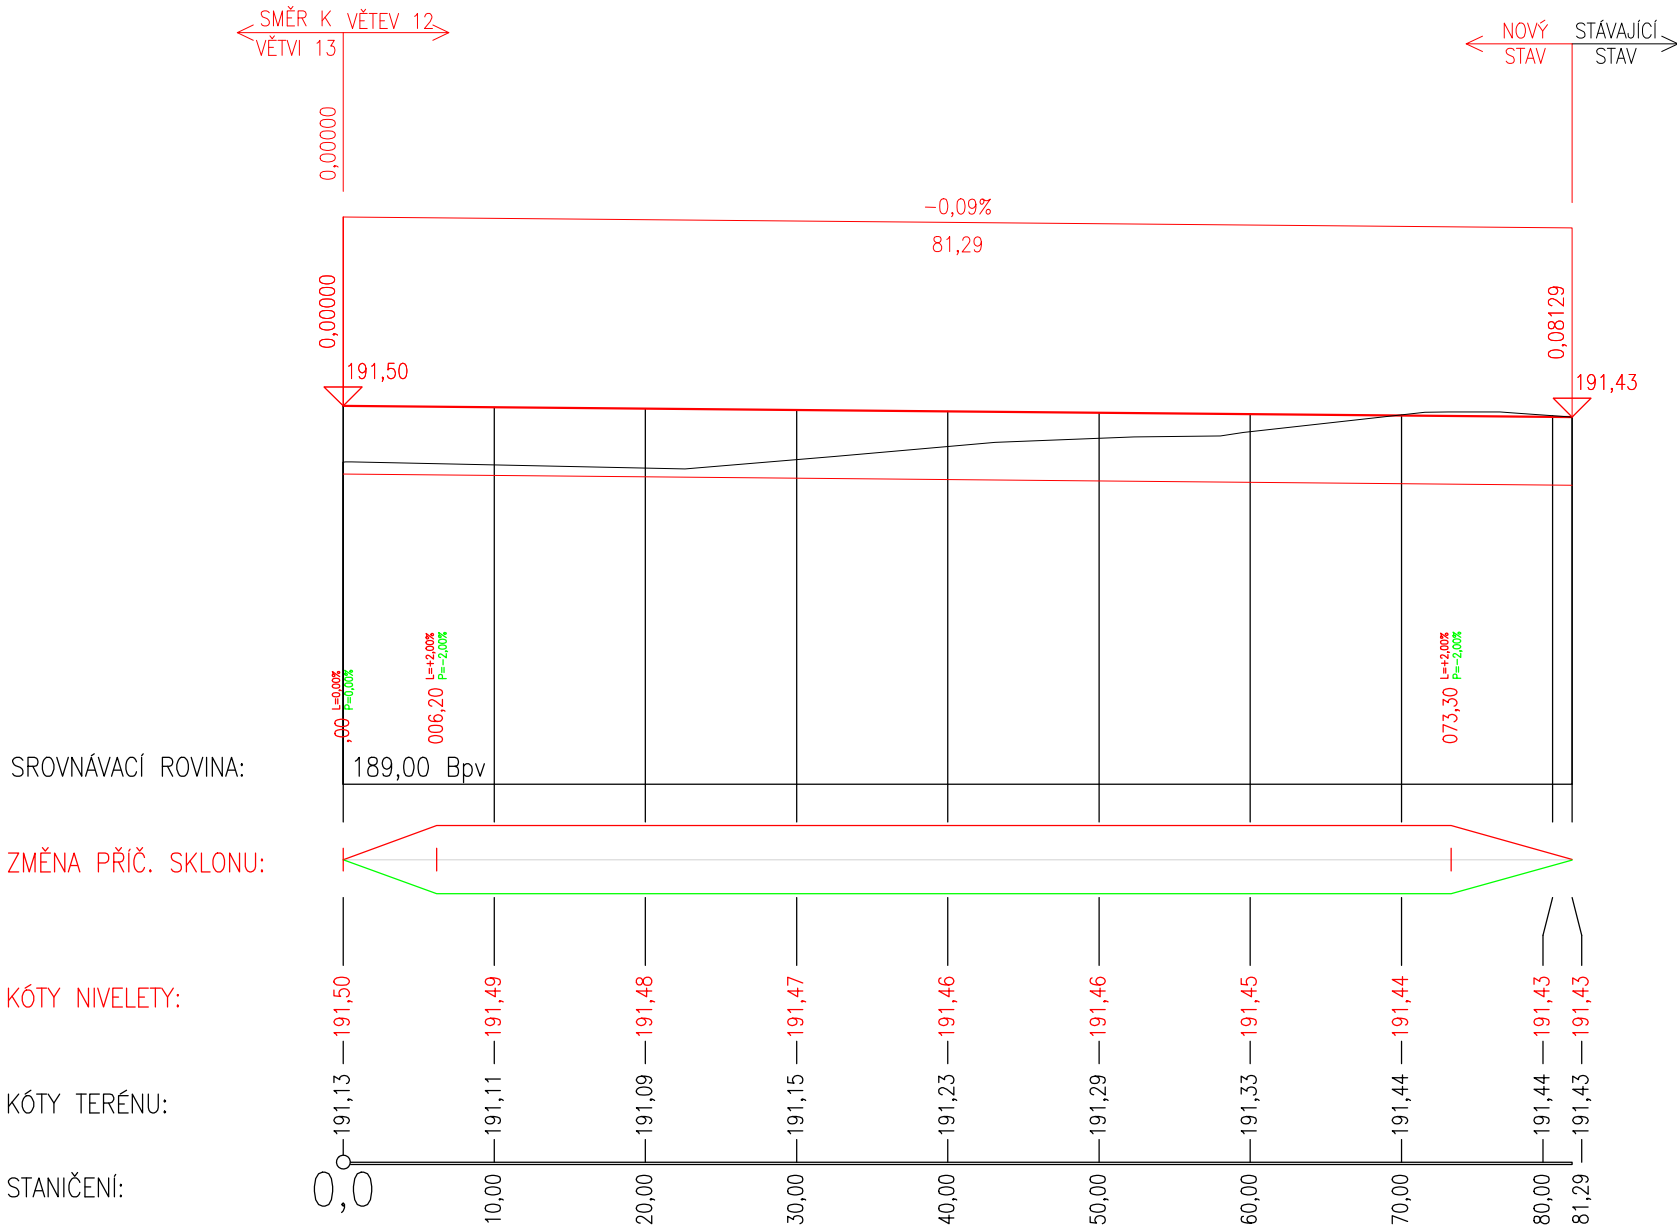 SMĚR K VĚTEV 12
VĚTVI 13
NOVÝ STÁVAJÍCÍ
STAV STAV
0,00000
-0,09%
81,29
0,00000
0,08129
191,50
191,43
L=0,00%
P=0,00%
,00
L=+2,00%
P=-2,00%
006,20
L=+2,00%
P=-2,00%
073,30
SROVNÁVACÍ ROVINA: 189,00 Bpv
ZMĚNA PŘÍČ. SKLONU:
KÓTY NIVELETY: 191,50 191,49 191,48 191,47 191,46 191,46 191,45 191,44 191,43 191,43
KÓTY TERÉNU: 191,13 191,11 191,09 191,15 191,23 191,29 191,33 191,44 191,44 191,43
STANIČENÍ: 0,0 10,00 20,00 30,00 40,00 50,00 60,00 70,00 80,00 81,29